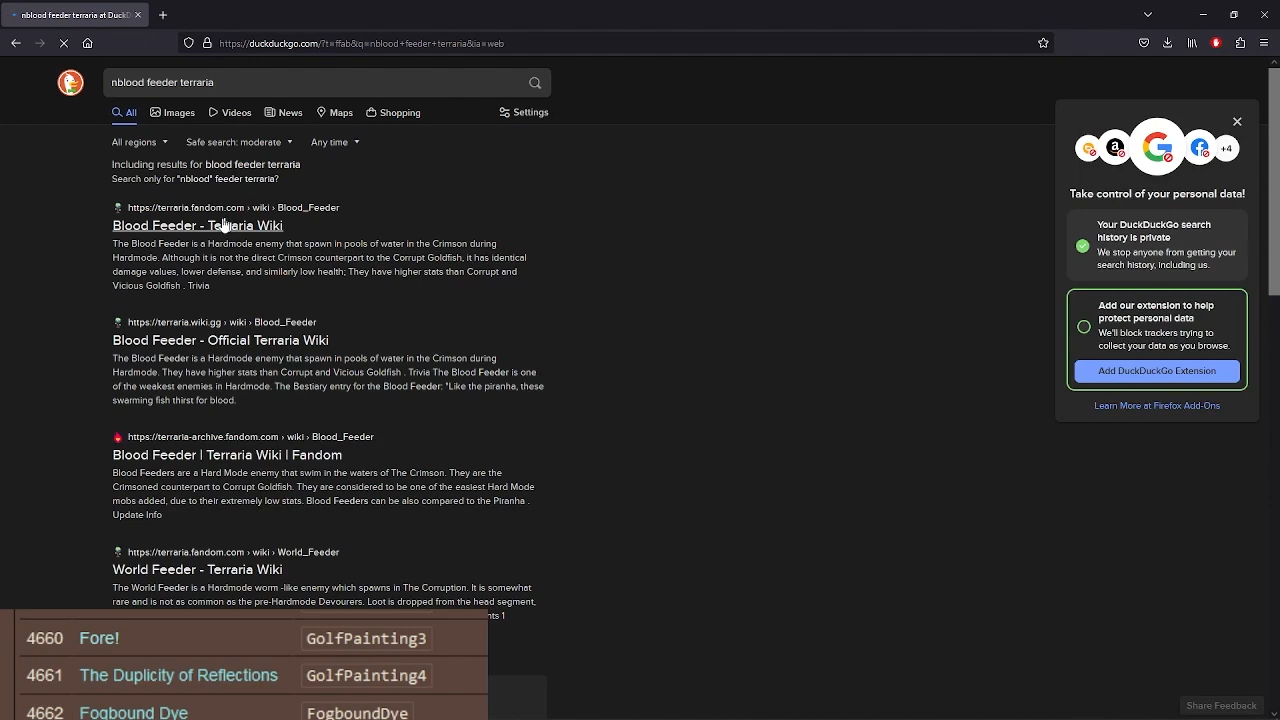 nblood feeder terraria at DuckD
https://duckduckgo.com/?t=ffab&q=nblood+feeder+terraria&ia=web
nblood feeder terraria
All Images Videos News Maps Shopping Settings
All regions Safe search: moderate Any time
Including results for blood feeder terraria
Search only for "nblood" feeder terraria?
https://terraria.fandom.com › wiki › Blood_Feeder
Blood Feeder - Terraria Wiki
The Blood Feeder is a Hardmode enemy that spawn in pools of water in the Crimson during
Hardmode. Although it is not the direct Crimson counterpart to the Corrupt Goldfish, it has identical
damage values, lower defense, and similarly low health; They have higher stats than Corrupt and
Vicious Goldfish . Trivia
https://terraria.wiki.gg › wiki › Blood_Feeder
Blood Feeder - Official Terraria Wiki
The Blood Feeder is a Hardmode enemy that spawn in pools of water in the Crimson during
Hardmode. They have higher stats than Corrupt and Vicious Goldfish . Trivia The Blood Feeder is one
of the weakest enemies in Hardmode. The Bestiary entry for the Blood Feeder: "Like the piranha, these
swarming fish thirst for blood.
https://terraria-archive.fandom.com › wiki › Blood_Feeder
Blood Feeder | Terraria Wiki | Fandom
Blood Feeders are a Hard Mode enemy that swim in the waters of The Crimson. They are the
Crimsoned counterpart to Corrupt Goldfish. They are considered to be one of the easiest Hard Mode
mobs added, due to their extremely low stats. Blood Feeders can be also compared to the Piranha .
Update Info
https://terraria.fandom.com › wiki › World_Feeder
World Feeder - Terraria Wiki
The World Feeder is a Hardmode worm -like enemy which spawns in The Corruption. It is somewhat
rare and is not as common as the pre-Hardmode Devourers. Loot is dropped from the head segment,
nts 1
4660 Fore! GolfPainting3
4661 The Duplicity of Reflections GolfPainting4
4662 Fogbound Dye FogboundDye
+4
Take control of your personal data!
Your DuckDuckGo search
history is private
We stop anyone from getting your
search history, including us.
Add our extension to help
protect personal data
We'll block trackers trying to
collect your data as you browse.
Add DuckDuckGo Extension
Learn More at Firefox Add-Ons
Share Feedback